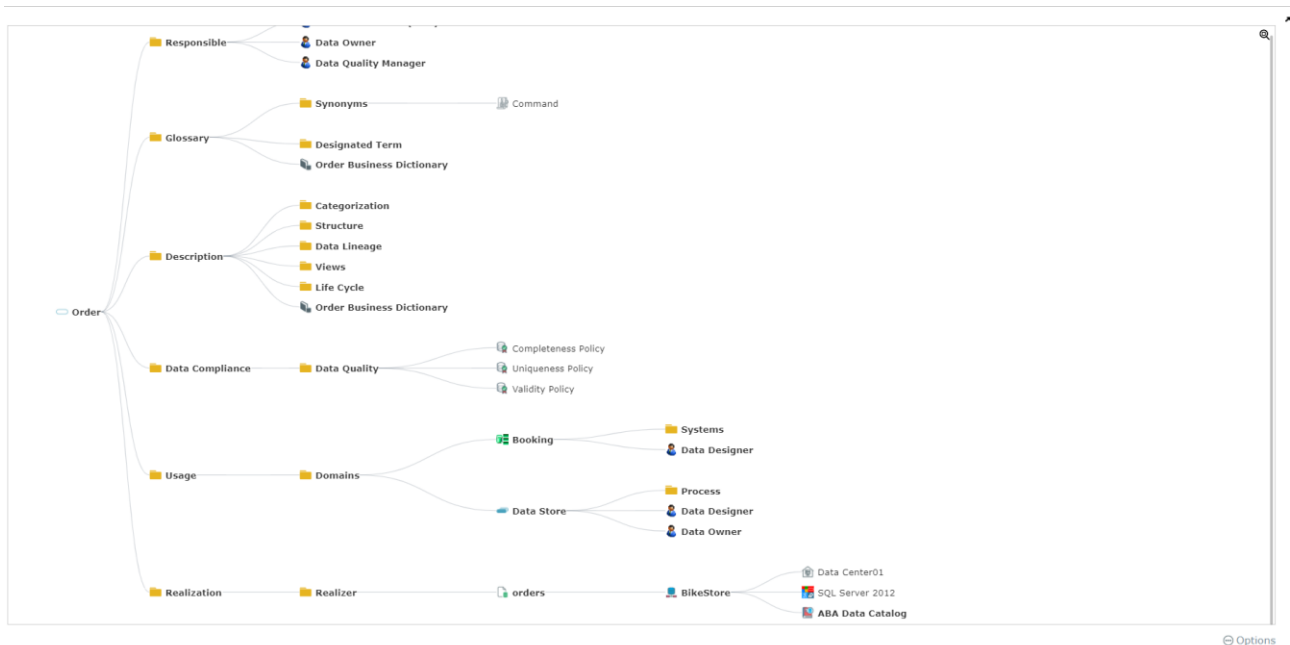 Responsible
Data Owner
Data Quality Manager
Glossary
Synonyms
Command
Designated Term
Order Business Dictionary
Description
Categorization
Structure
Data Lineage
Views
Life Cycle
Order Business Dictionary
Order
Data Compliance
Data Quality
Completeness Policy
Uniqueness Policy
Validity Policy
Usage
Domains
Booking
Systems
Data Designer
Data Store
Process
Data Designer
Data Owner
Realization
Realizer
orders
BikeStore
Data Center01
SQL Server 2012
ABA Data Catalog
Options